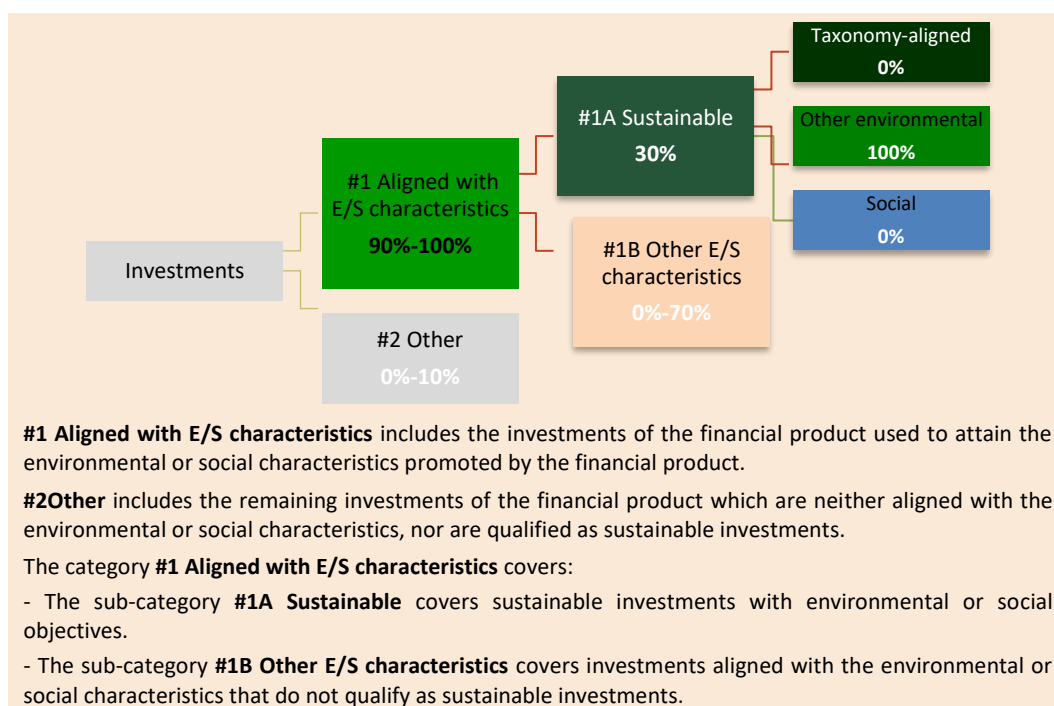 Taxonomy-aligned
0%
#1A Sustainable
30%
Other environmental
100%
#1 Aligned with
E/S characteristics
90%-100%
Social
0%
#1B Other E/S
characteristics
0%-70%
Investments
#2 Other
0%-10%
#1 Aligned with E/S characteristics includes the investments of the financial product used to attain the
environmental or social characteristics promoted by the financial product.
#2Other includes the remaining investments of the financial product which are neither aligned with the
environmental or social characteristics, nor are qualified as sustainable investments.
The category #1 Aligned with E/S characteristics covers:
- The sub-category #1A Sustainable covers sustainable investments with environmental or social
objectives.
- The sub-category #1B Other E/S characteristics covers investments aligned with the environmental or
social characteristics that do not qualify as sustainable investments.